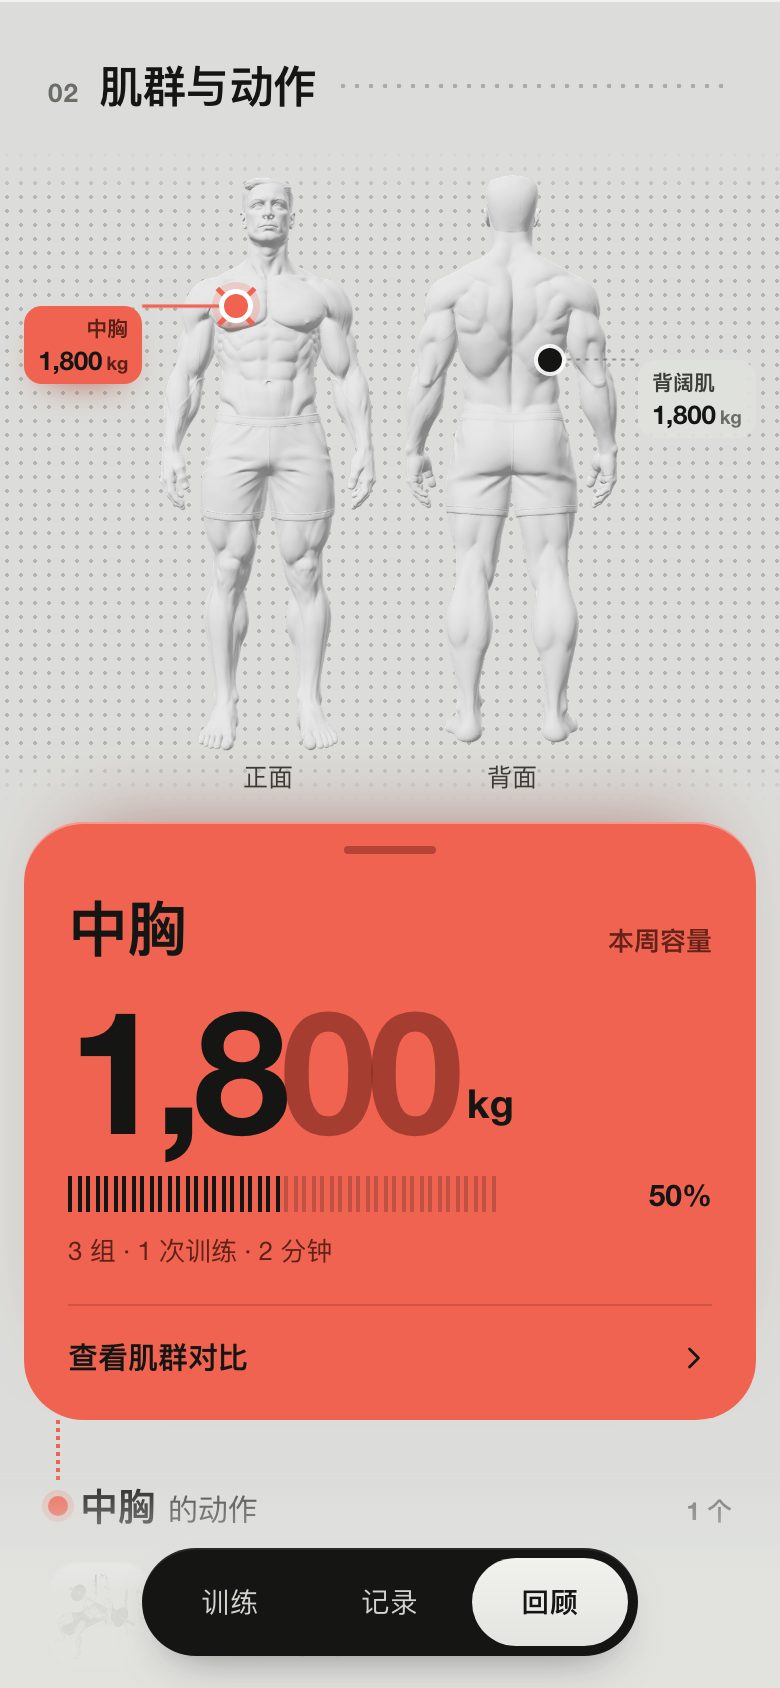 02 肌群与动作
中胸
1,800 kg
背阔肌
1,800 kg
正面
背面
中胸
本周容量
1,800 kg
50%
3 组 · 1 次训练 · 2 分钟
查看肌群对比
中胸 的动作
1 个
训练
记录
回顾